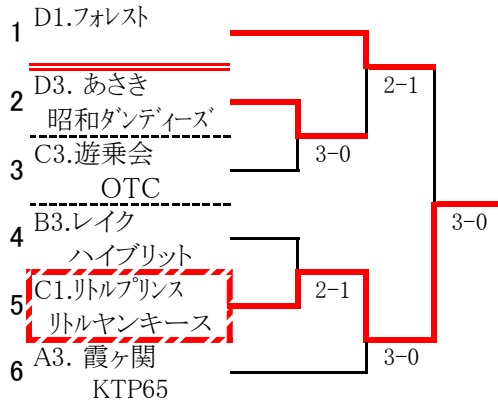 1 D1.フォレスト
2-1
D3. あさき
2 昭和ダンディーズ
3-0
C3.遊乗会
3 OTC
3-0
B3.レイク
4 ハイブリット
C1.リトルプリンス
2-1
5 リトルヤンキース
A3. 霞ヶ関
3-0
6 KTP65